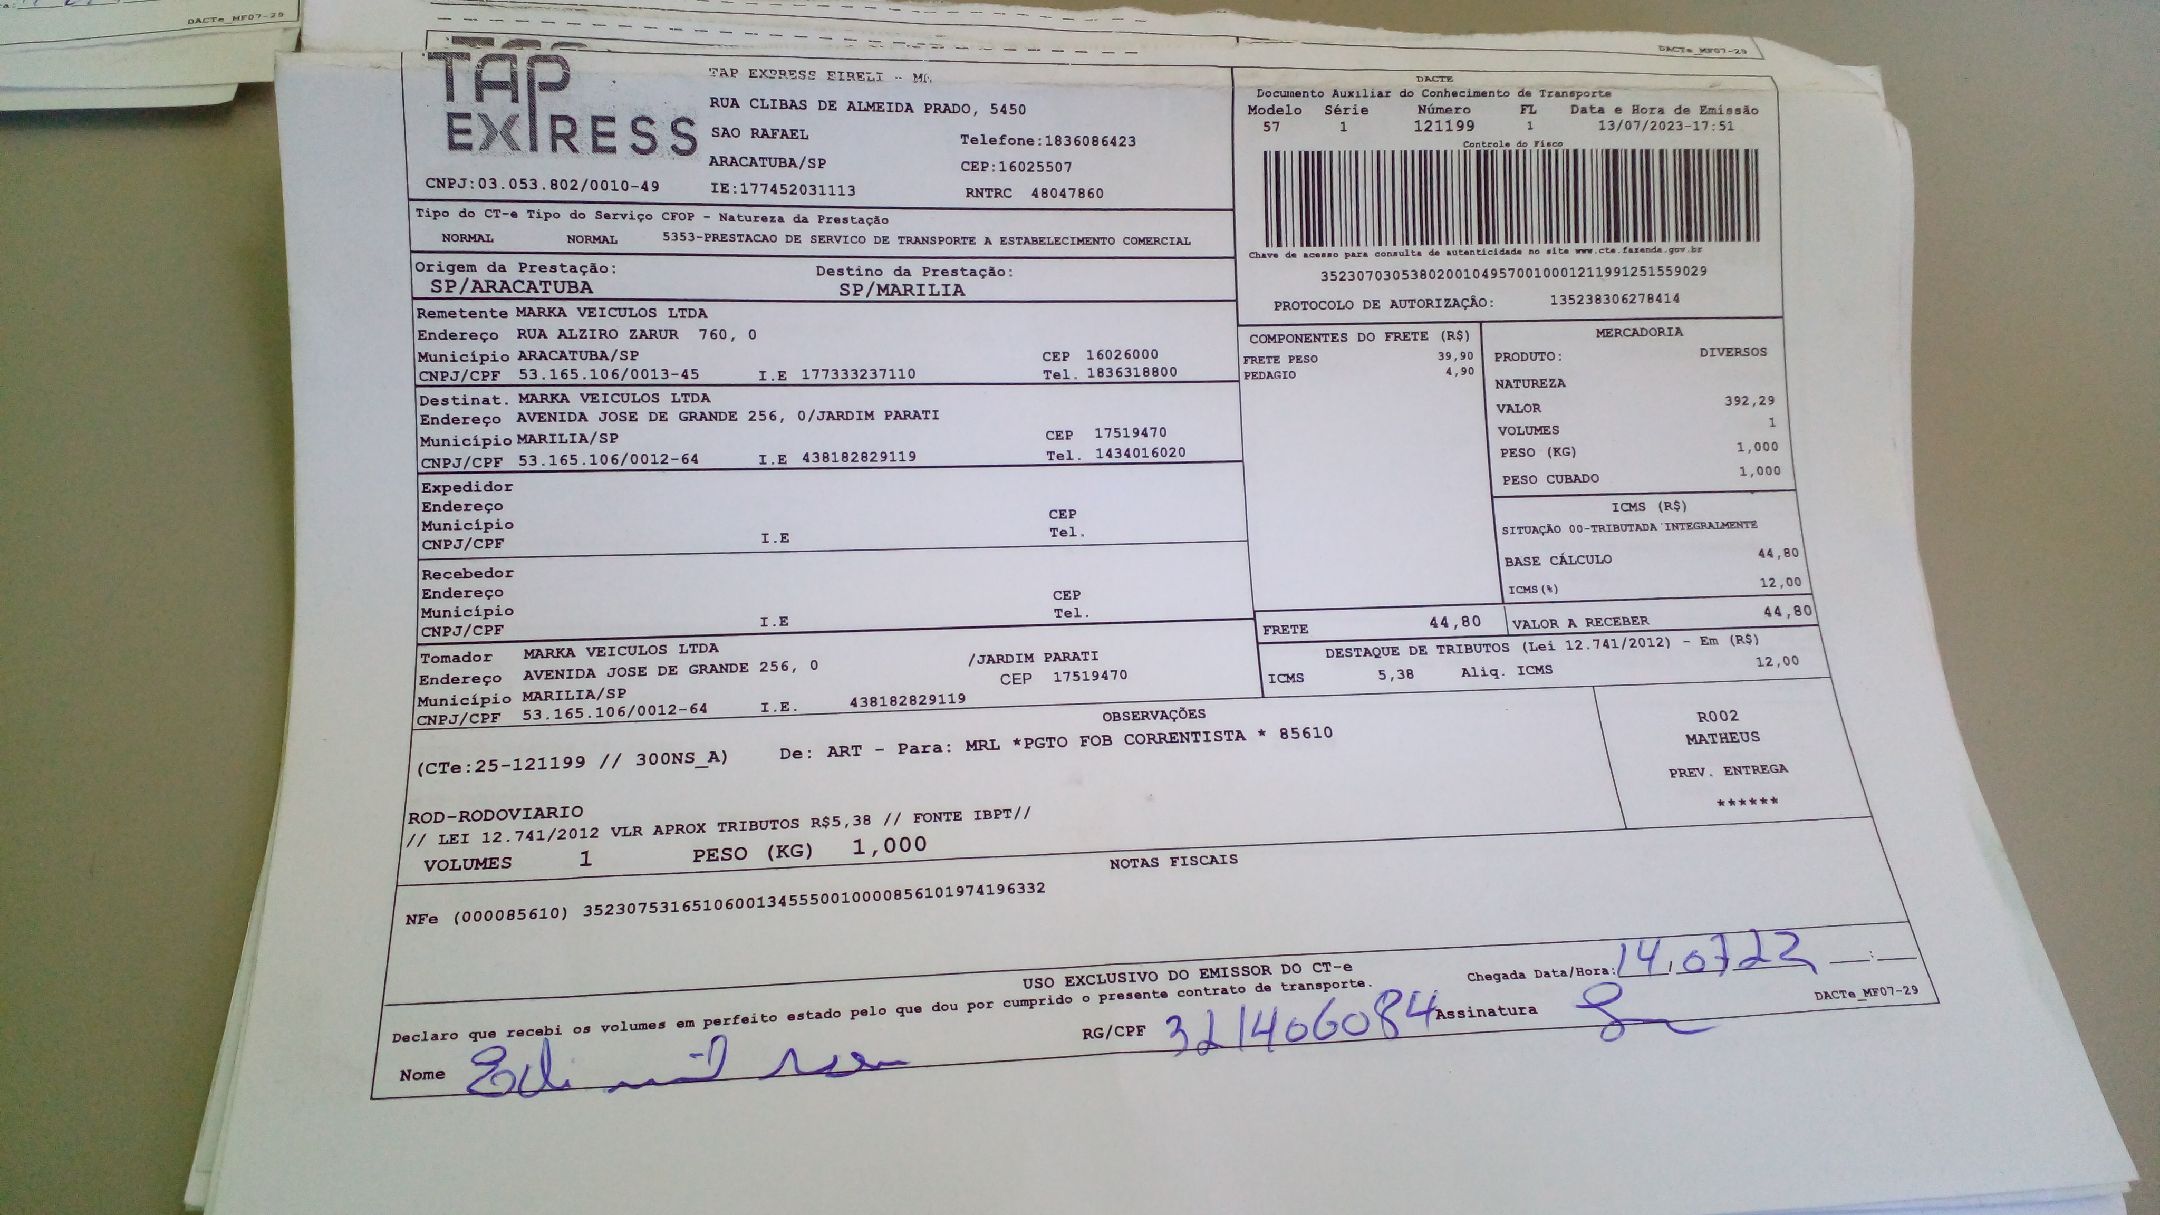 DACTe_MF07-29
DACTe_MF07-29
TAP
EXPRESS
TAP EXPRESS EIRELI - MG
RUA CLIBAS DE ALMEIDA PRADO, 5450
SAO RAFAEL Telefone:1836086423
ARACATUBA/SP CEP:16025507
CNPJ:03.053.802/0010-49 IE:177452031113 RNTRC 48047860
DACTE
Documento Auxiliar do Conhecimento de Transporte
Modelo Série Número FL Data e Hora de Emissão
57 1 121199 1 13/07/2023-17:51
Controle do Fisco
Chave de acesso para consulta de autenticidade no site www.cte.fazenda.gov.br
35230703053802001049570010001211991251559029
PROTOCOLO DE AUTORIZAÇÃO: 135238306278414
Tipo do CT-e Tipo do Serviço CFOP - Natureza da Prestação
NORMAL NORMAL 5353-PRESTACAO DE SERVICO DE TRANSPORTE A ESTABELECIMENTO COMERCIAL
Origem da Prestação: Destino da Prestação:
SP/ARACATUBA SP/MARILIA
Remetente MARKA VEICULOS LTDA
Endereço RUA ALZIRO ZARUR 760, 0
Município ARACATUBA/SP CEP 16026000
CNPJ/CPF 53.165.106/0013-45 I.E 177333237110 Tel. 1836318800
Destinat. MARKA VEICULOS LTDA
Endereço AVENIDA JOSE DE GRANDE 256, 0/JARDIM PARATI
Município MARILIA/SP CEP 17519470
CNPJ/CPF 53.165.106/0012-64 I.E 438182829119 Tel. 1434016020
Expedidor
Endereço
Município CEP
CNPJ/CPF I.E Tel.
Recebedor
Endereço
Município CEP
CNPJ/CPF I.E Tel.
Tomador MARKA VEICULOS LTDA
Endereço AVENIDA JOSE DE GRANDE 256, 0 /JARDIM PARATI
Município MARILIA/SP CEP 17519470
CNPJ/CPF 53.165.106/0012-64 I.E. 438182829119
COMPONENTES DO FRETE (R$)
FRETE PESO 39,90
PEDAGIO 4,90
MERCADORIA
PRODUTO: DIVERSOS
NATUREZA
VALOR 392,29
VOLUMES 1
PESO (KG) 1,000
PESO CUBADO 1,000
ICMS (R$)
SITUAÇÃO 00-TRIBUTADA INTEGRALMENTE
BASE CÁLCULO 44,80
ICMS(%) 12,00
FRETE 44,80 VALOR A RECEBER 44,80
DESTAQUE DE TRIBUTOS (Lei 12.741/2012) - Em (R$)
ICMS 5,38 Aliq. ICMS 12,00
OBSERVAÇÕES
(CTe:25-121199 // 300NS_A) De: ART - Para: MRL *PGTO FOB CORRENTISTA * 85610
ROD-RODOVIARIO
// LEI 12.741/2012 VLR APROX TRIBUTOS R$5,38 // FONTE IBPT//
VOLUMES 1 PESO (KG) 1,000
R002
MATHEUS
PREV. ENTREGA
******
NOTAS FISCAIS
NFe (000085610) 35230753165106001345550010000856101974196332
USO EXCLUSIVO DO EMISSOR DO CT-e
Chegada Data/Hora: 14,0722 __:__
Declaro que recebi os volumes em perfeito estado pelo que dou por cumprido o presente contrato de transporte.
DACTe_MF07-29
Nome RG/CPF 321406084 Assinatura